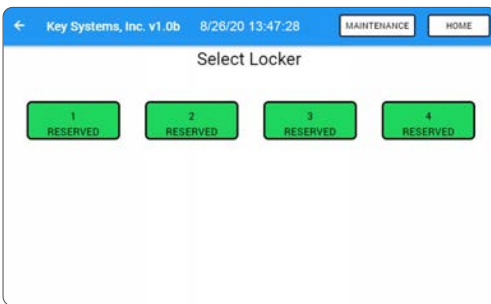 Key Systems, Inc. v1.0b 8/26/20 13:47:28 MAINTENANCE HOME
Select Locker
1 2 3 4
RESERVED RESERVED RESERVED RESERVED